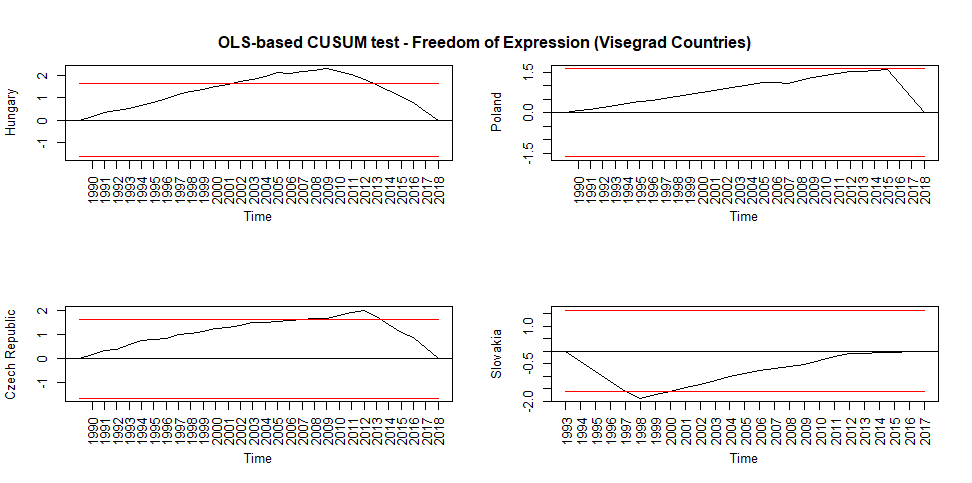 OLS-based CUSUM test - Freedom of Expression (Visegrad Countries)
Hungary
2
1
0
-1
1990 1991 1992 1993 1994 1995 1996 1997 1998 1999 2000 2001 2002 2003 2004 2005 2006 2007 2008 2009 2010 2011 2012 2013 2014 2015 2016 2017 2018
Time
Poland
1.5
0.0
-1.5
1990 1991 1992 1993 1994 1995 1996 1997 1998 1999 2000 2001 2002 2003 2004 2005 2006 2007 2008 2009 2010 2011 2012 2013 2014 2015 2016 2017 2018
Time
Czech Republic
2
1
0
-1
1990 1991 1992 1993 1994 1995 1996 1997 1998 1999 2000 2001 2002 2003 2004 2005 2006 2007 2008 2009 2010 2011 2012 2013 2014 2015 2016 2017 2018
Time
Slovakia
1.0
-0.5
-2.0
1993 1994 1995 1996 1997 1998 1999 2000 2001 2002 2003 2004 2005 2006 2007 2008 2009 2010 2011 2012 2013 2014 2015 2016 2017
Time